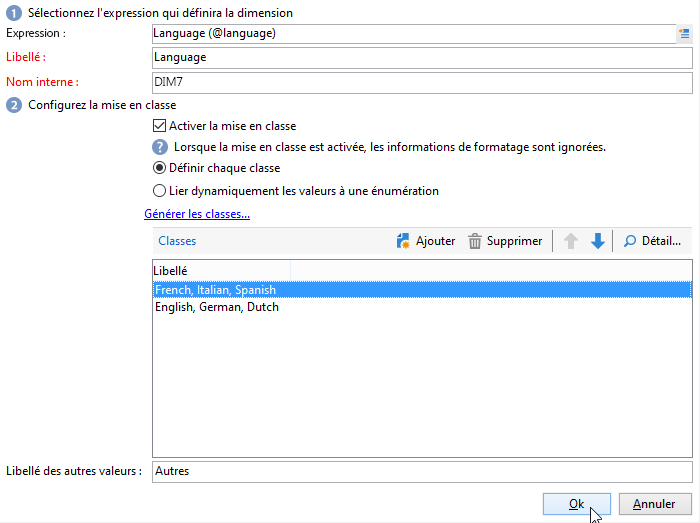 1 Sélectionnez l'expression qui définira la dimension
Expression : Language (@language)
Libellé : Language
Nom interne : DIM7
2 Configurez la mise en classe
Activer la mise en classe
? Lorsque la mise en classe est activée, les informations de formatage sont ignorées.
Définir chaque classe
Lier dynamiquement les valeurs à une énumération
Générer les classes...
Classes Ajouter Supprimer Détail...
Libellé
French, Italian, Spanish
English, German, Dutch
Libellé des autres valeurs : Autres
Ok Annuler